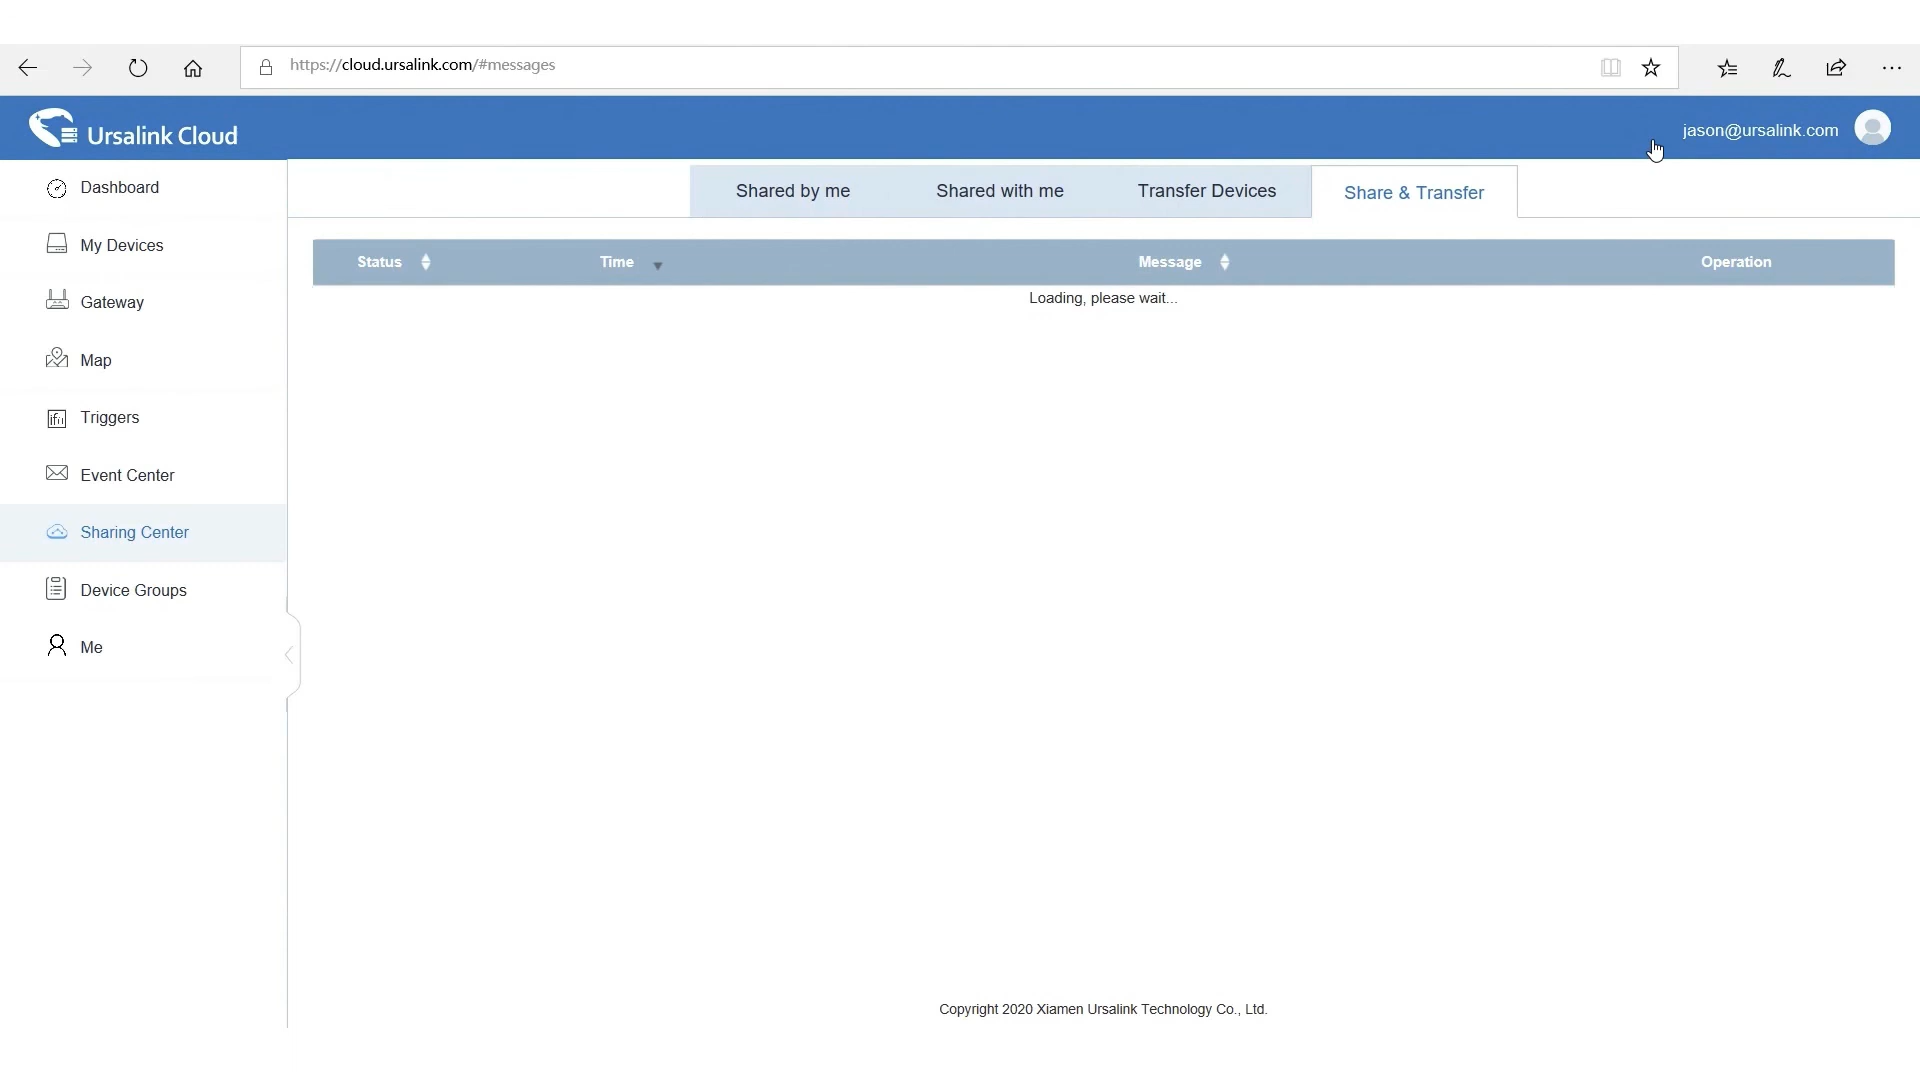 https://cloud.ursalink.com/#messages
Ursalink Cloud
jason@ursalink.com
Dashboard
My Devices
Gateway
Map
Triggers
Event Center
Sharing Center
Device Groups
Me
Shared by me
Shared with me
Transfer Devices
Share & Transfer
Status Time Message Operation
Loading, please wait...
Copyright 2020 Xiamen Ursalink Technology Co., Ltd.